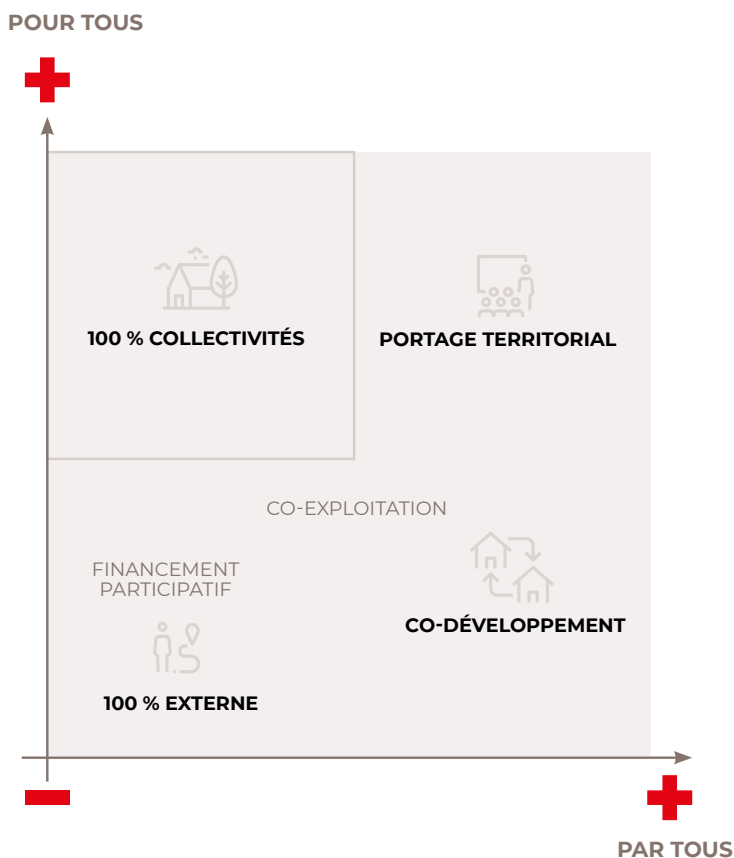 POUR TOUS
100 % COLLECTIVITÉS
PORTAGE TERRITORIAL
CO-EXPLOITATION
FINANCEMENT
PARTICIPATIF
CO-DÉVELOPPEMENT
100 % EXTERNE
PAR TOUS